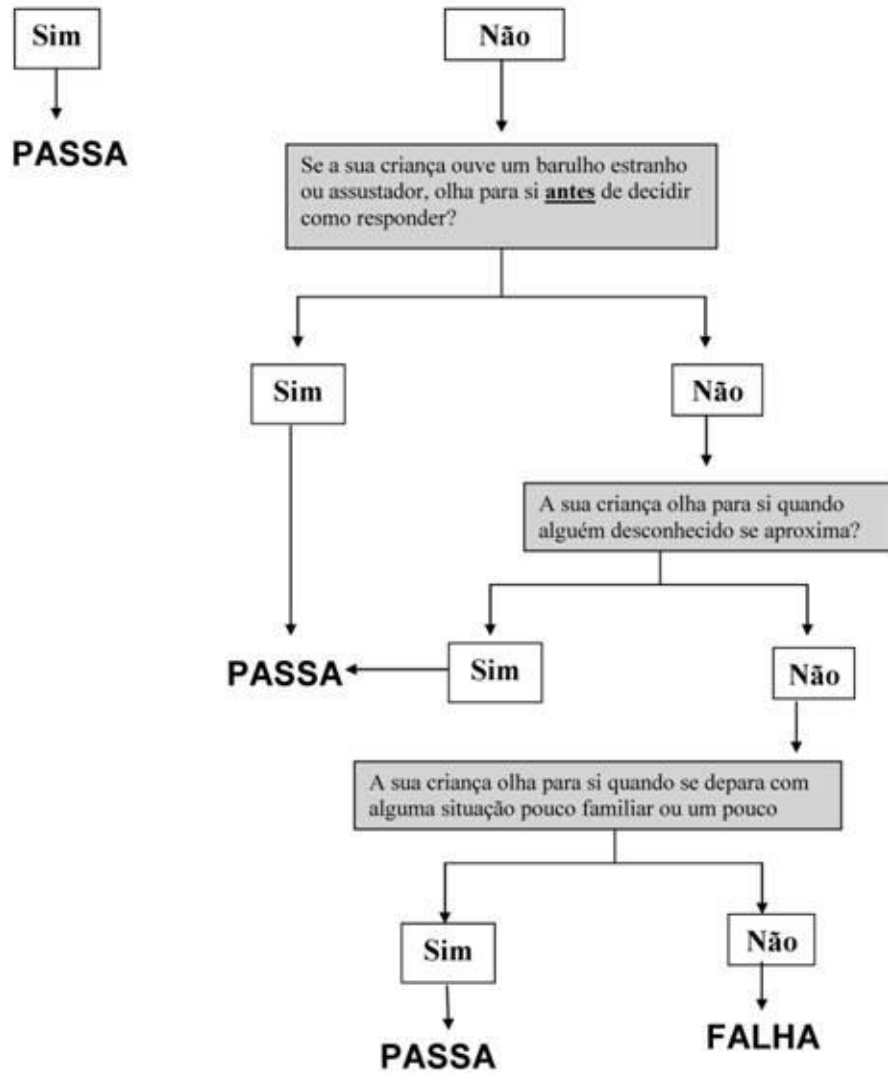 Sim
Não
PASSA
Se a sua criança ouve um barulho estranho
ou assustador, olha para si antes de decidir
como responder?
Sim
Não
A sua criança olha para si quando
alguém desconhecido se aproxima?
PASSA
Sim
Não
A sua criança olha para si quando se depara com
alguma situação pouco familiar ou um pouco
Sim
Não
PASSA
FALHA